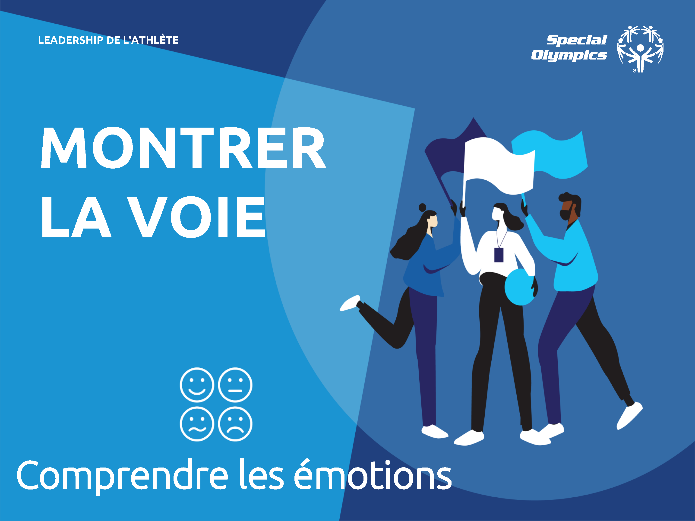 LEADERSHIP DE L'ATHLÈTE
Special
Olympics
MONTRER
LA VOIE
Comprendre les émotions